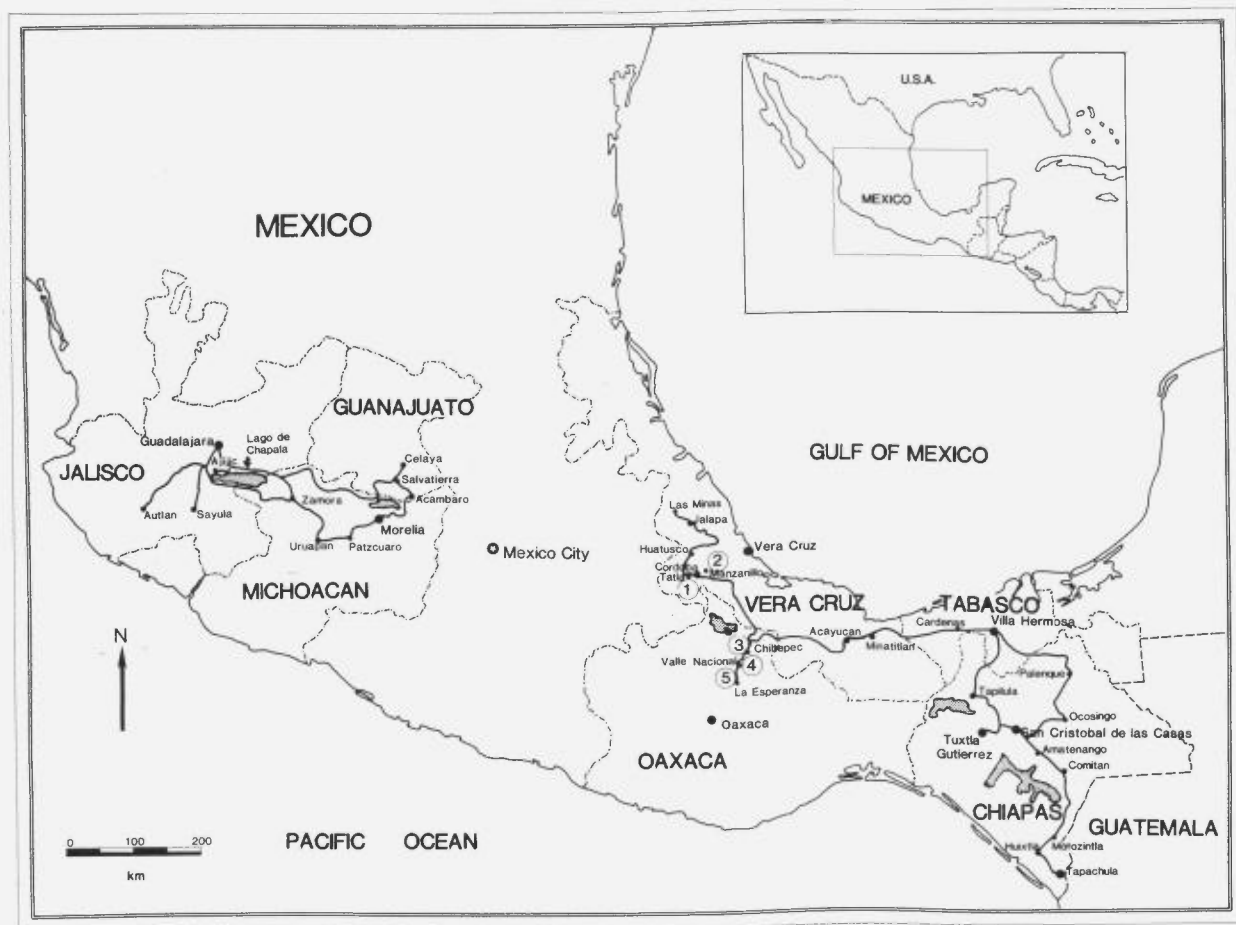 U.S.A.
MEXICO
MEXICO
GUANAJUATO
Guadalajara
Lago de
Chapala
Ajijic
JALISCO
Celaya
Salvatierra
Acambaro
Zamora
Autlan
Sayula
Morelia
Uruapan
Patzcuaro
MICHOACAN
Mexico City
GULF OF MEXICO
Las Minas
Jalapa
Huatusco
Vera Cruz
Cordoba
2
Manzanillo
1
VERA CRUZ
TABASCO
Cardenas
Villa Hermosa
Acayucan
Minatitlan
3
Chiltepec
Valle Nacional
4
5
La Esperanza
Palenque
Tapilula
Oaxaca
OAXACA
Ocosingo
San Cristobal de las Casas
Tuxtla
Gutierrez
Amatenango
Comitan
CHIAPAS
GUATEMALA
Huixtla
Motozintla
Tapachula
N
0 100 200
km
PACIFIC OCEAN